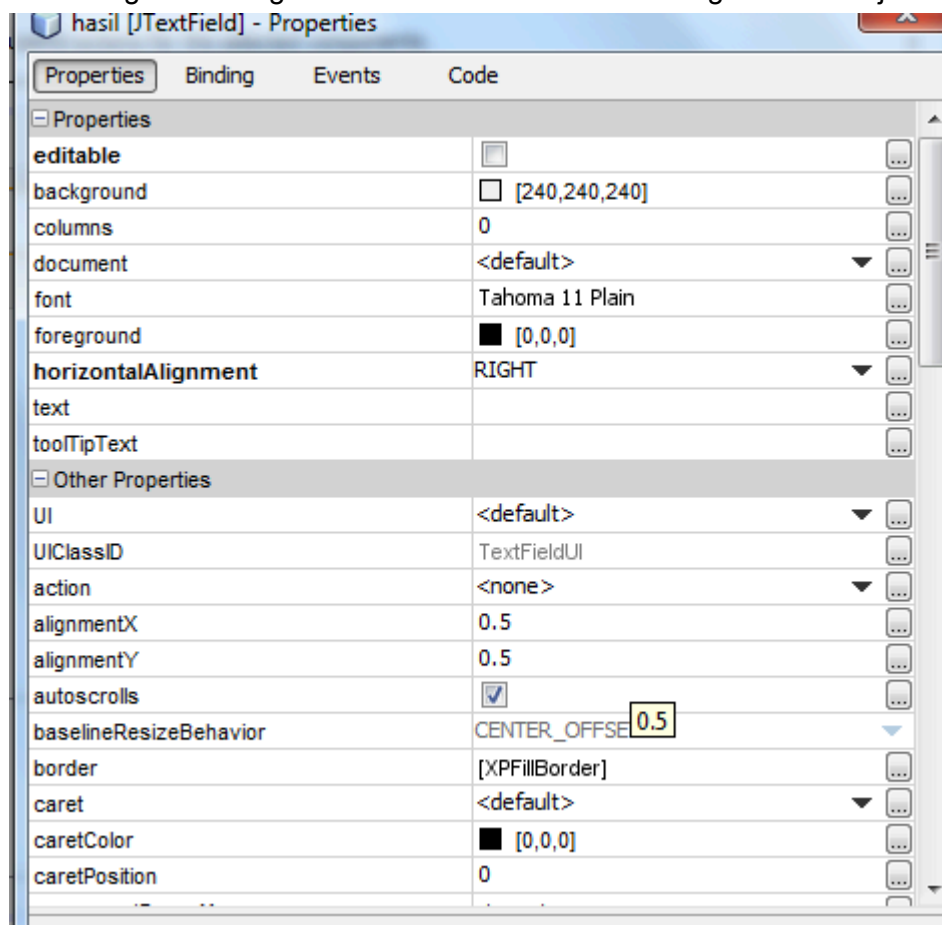 hasil [JTextField] - Properties
Properties Binding Events Code
Properties
editable
background [240,240,240]
columns 0
document <default>
font Tahoma 11 Plain
foreground [0,0,0]
horizontalAlignment RIGHT
text
toolTipText
Other Properties
UI <default>
UIClassID TextFieldUI
action <none>
alignmentX 0.5
alignmentY 0.5
autoscrolls
0.5
baselineResizeBehavior CENTER_OFFSE
border [XPFillBorder]
caret <default>
caretColor [0,0,0]
caretPosition 0